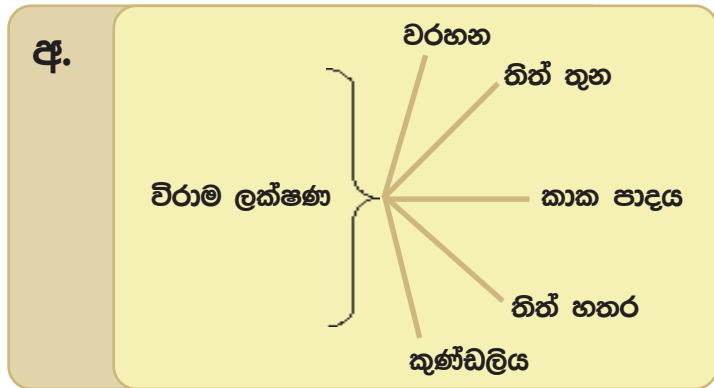 අ.
වරහන
තිත් තුන
විරාම ලක්ෂණ
කාක පාදය
තිත් හතර
කුණ්ඩලිය